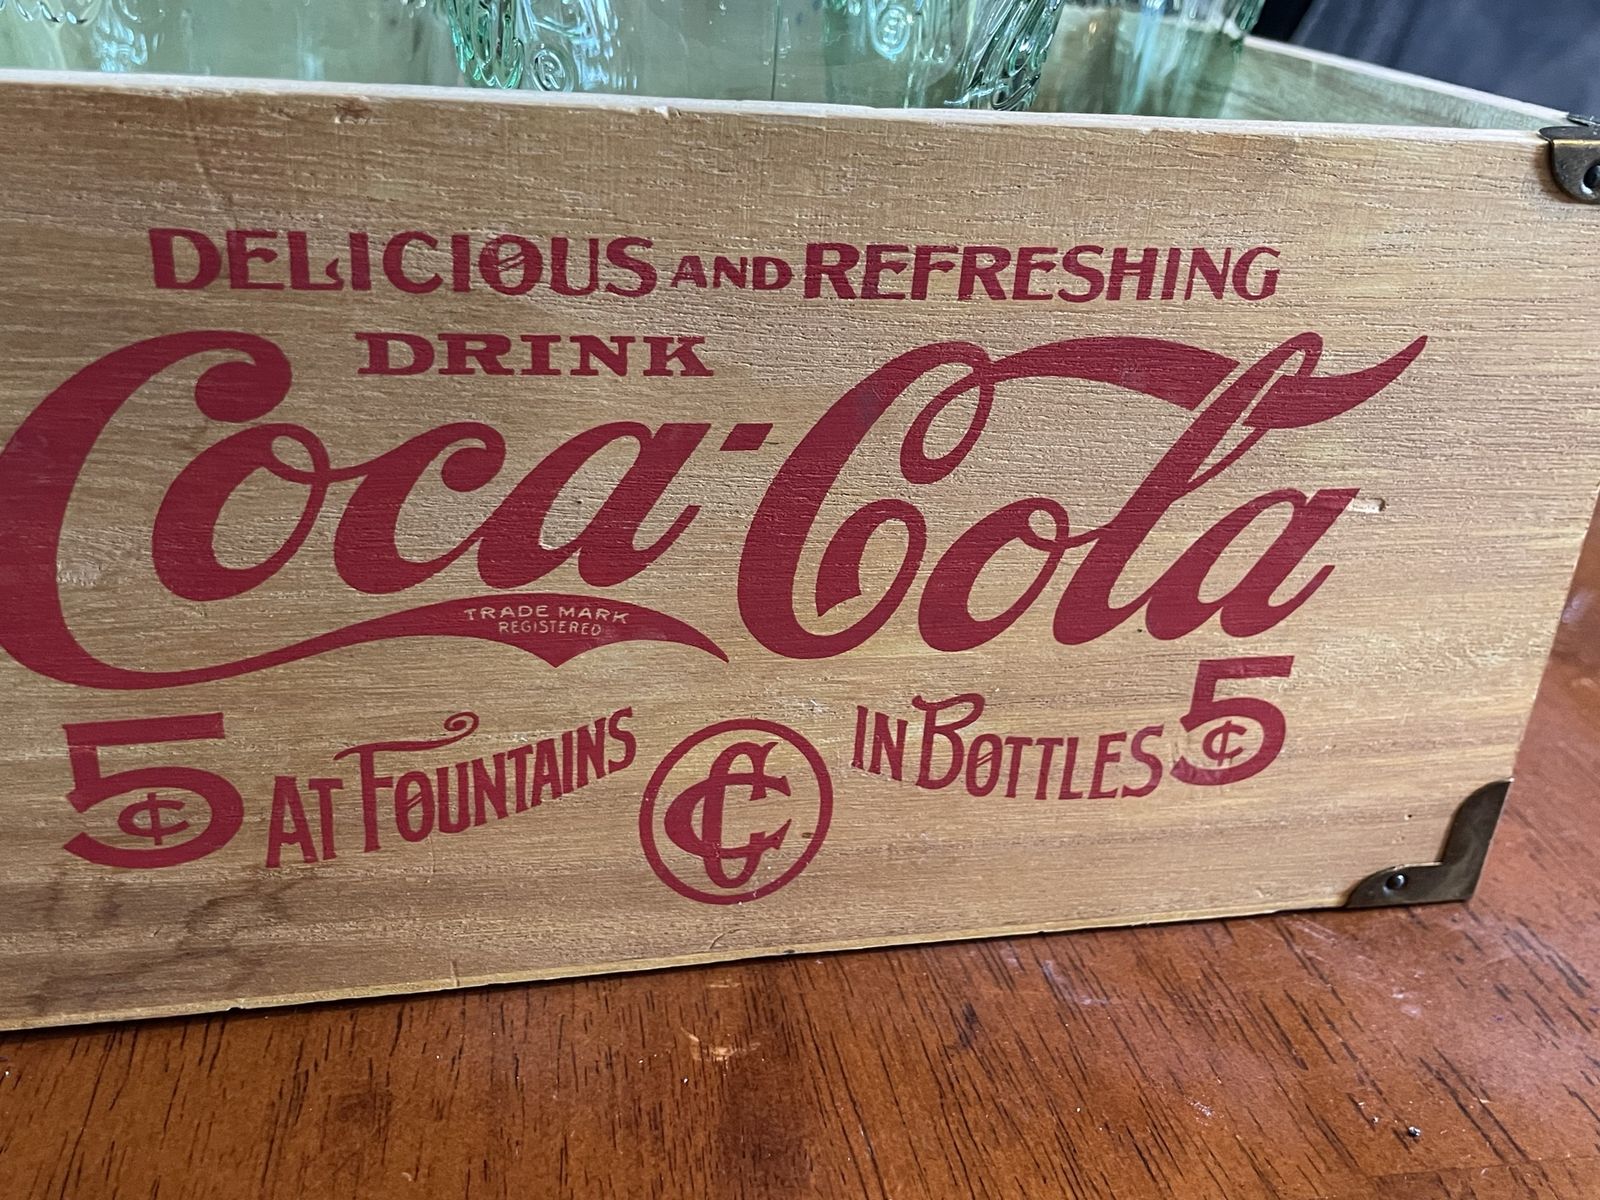 DELICIOUS AND REFRESHING
DRINK
Coca-Cola
TRADE MARK
REGISTERED
5¢ AT FOUNTAINS CC IN BOTTLES 5¢
®
®